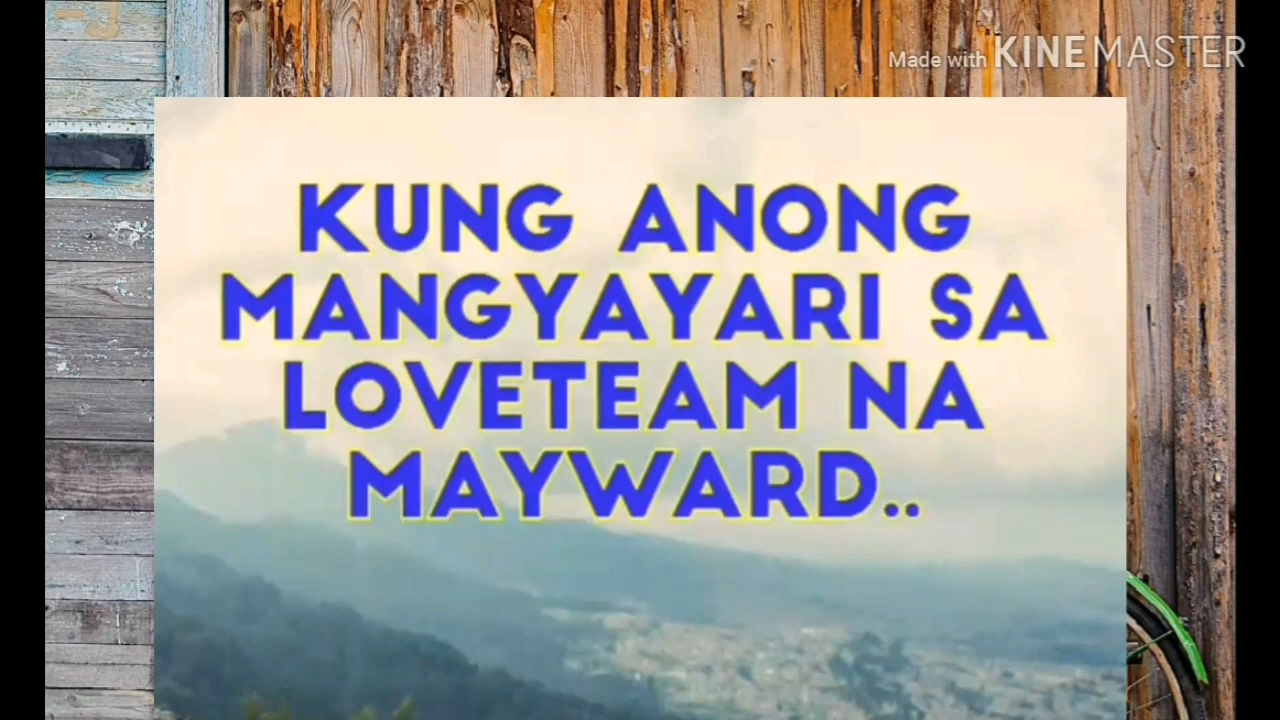 Made with KINEMASTER
KUNG ANONG
MANGYAYARI SA
LOVETEAM NA
MAYWARD..